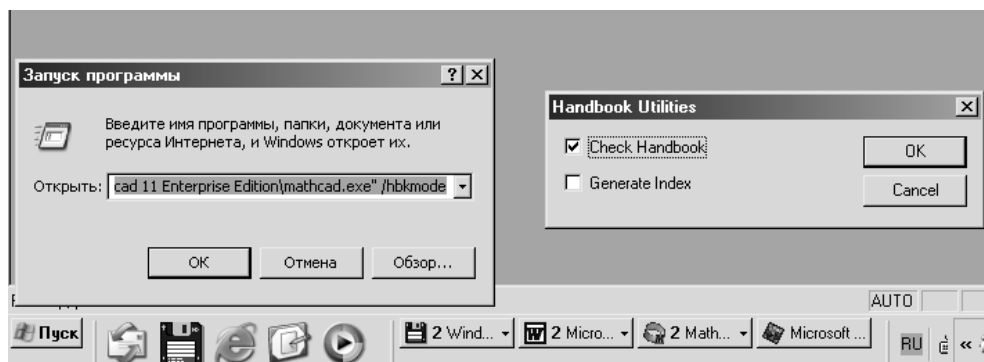 Запуск программы
Введите имя программы, папки, документа или
ресурса Интернета, и Windows откроет их.
Открыть: cad 11 Enterprise Edition\mathcad.exe" /hbkmode
ОК Отмена Обзор...
Handbook Utilities
Check Handbook
OK
Generate Index
Cancel
AUTO
Пуск 2 Wind... 2 Micro... 2 Math... Microsoft ... RU «